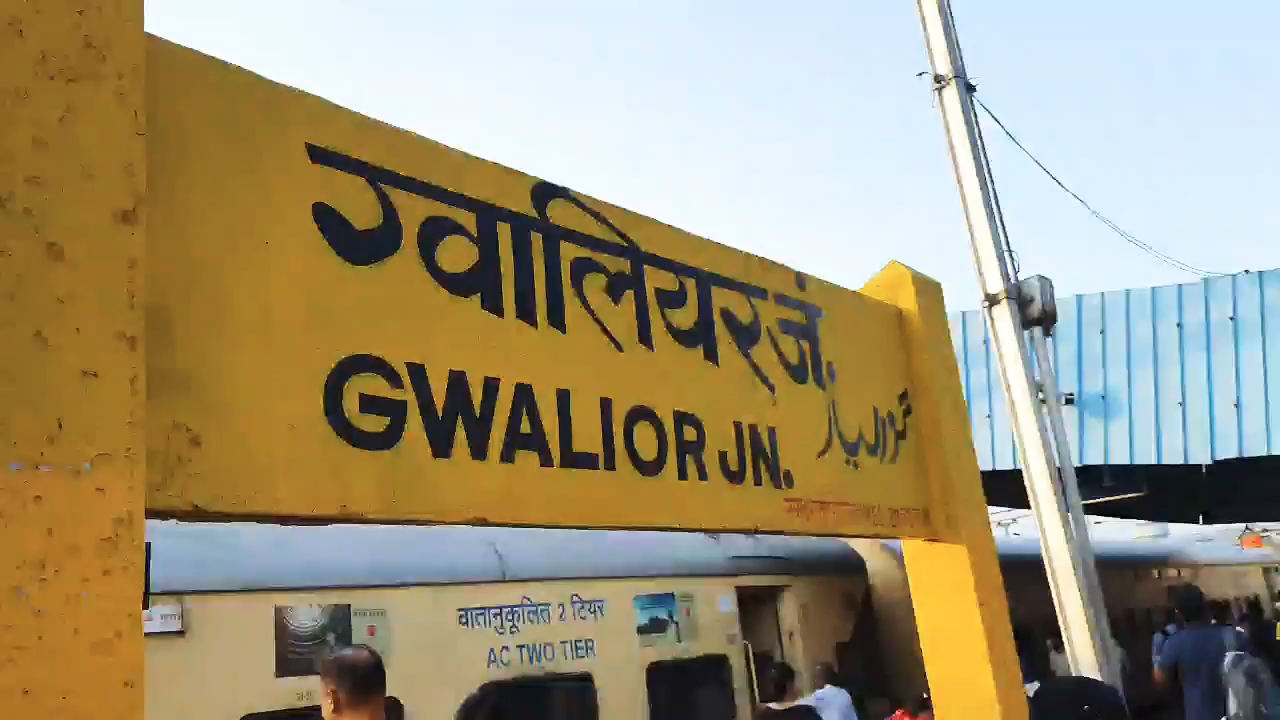 ग्वालियर जं.
GWALIOR JN.
گوالیار
वातानुकूलित 2 टियर
AC TWO TIER